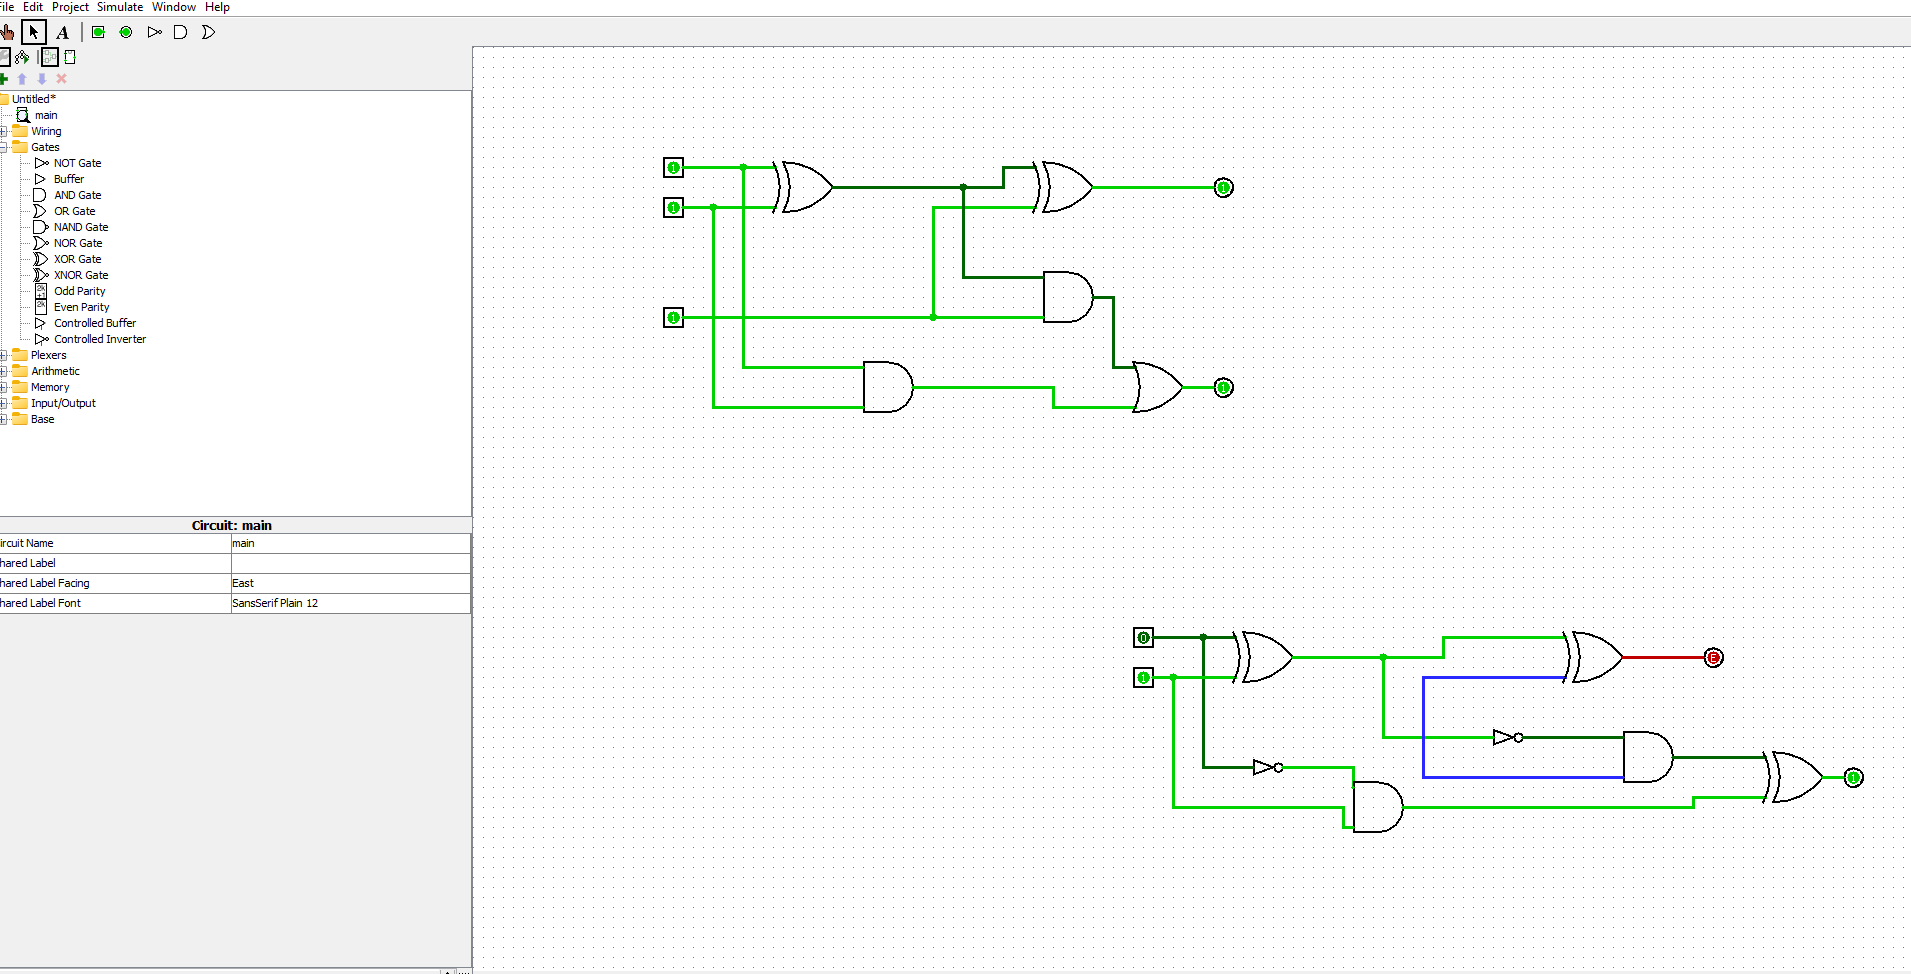 File Edit Project Simulate Window Help
A
Untitled*
main
Wiring
Gates
NOT Gate
Buffer
AND Gate
OR Gate
NAND Gate
NOR Gate
XOR Gate
XNOR Gate
Odd Parity
Even Parity
Controlled Buffer
Controlled Inverter
Plexers
Arithmetic
Memory
Input/Output
Base
Circuit: main
ircuit Name main
hared Label
hared Label Facing East
hared Label Font SansSerif Plain 12
1
1
1
1
1
0
1
E
1